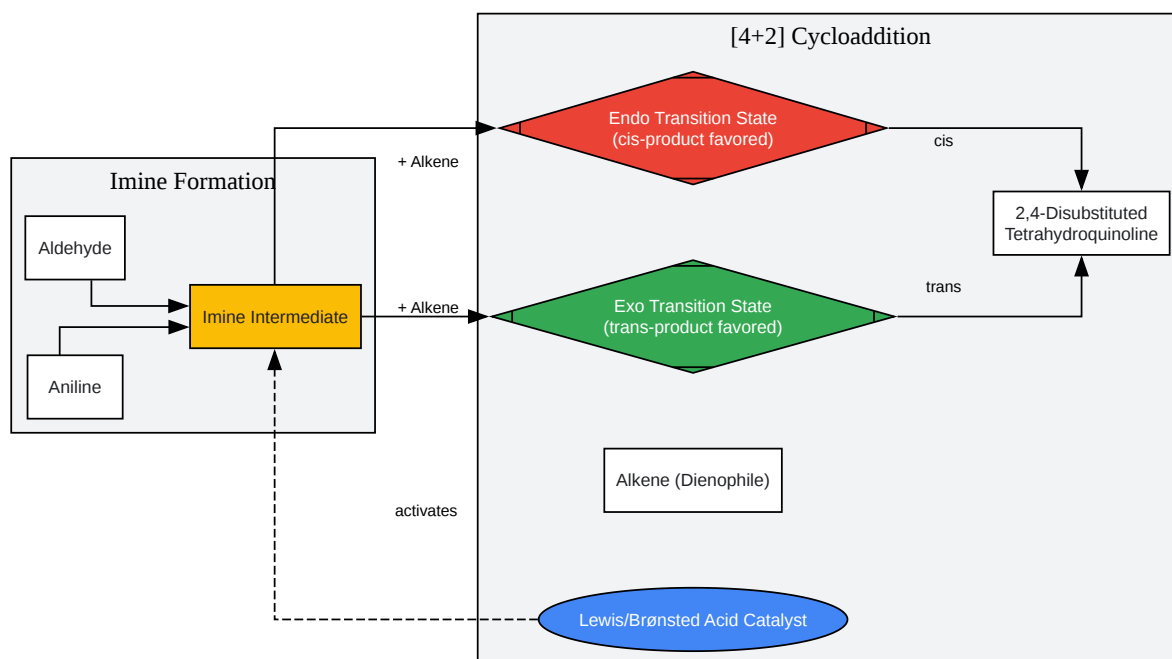 [4+2] Cycloaddition
Endo Transition State
(cis-product favored)
cis
+ Alkene
Imine Formation
Aldehyde
2,4-Disubstituted
Tetrahydroquinoline
Imine Intermediate
+ Alkene
Exo Transition State
(trans-product favored)
trans
Aniline
Alkene (Dienophile)
activates
Lewis/Brønsted Acid Catalyst